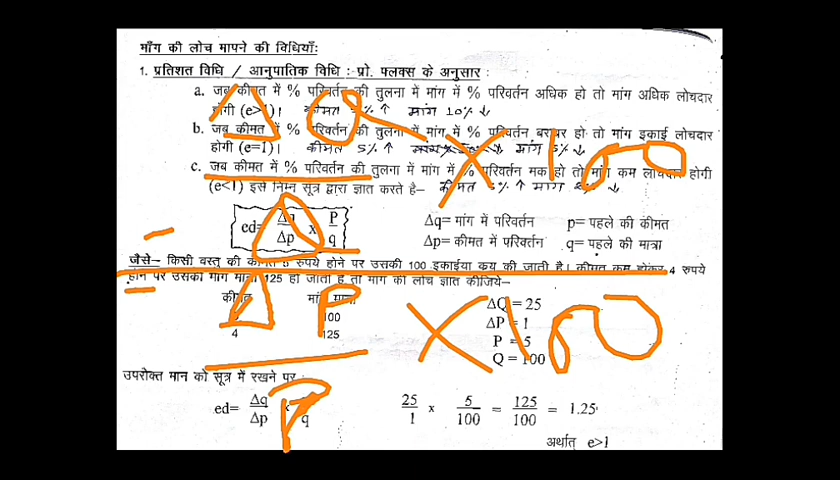 माँग की लोच मापने की विधियाँ:
1. प्रतिशत विधि / आनुपातिक विधि : प्रो. फ्लक्स के अनुसार :
a. जब कीमत में % परिवर्तन की तुलना में मांग में % परिवर्तन अधिक हो तो मांग अधिक लोचदार
होगी (e>1)। कीमत ↑ मांग 10% ↓
b. जब कीमत में % परिवर्तन की तुलना में मांग में % परिवर्तन बराबर हो तो मांग इकाई लोचदार
होगी (e=1)। कीमत 5% ↑ मांग 5% ↓
c. जब कीमत में % परिवर्तन की तुलना में मांग में % परिवर्तन मक हो तो मांग कम लोचदार होगी
(e<1) इसे निम्न सूत्र द्वारा ज्ञात करते है– कीमत 5% ↑ मांग ↓
ed= Δq/Δp x P/q
Δq= मांग में परिवर्तन p= पहले की कीमत
Δp= कीमत में परिवर्तन q= पहले की मात्रा
जैसे:- किसी वस्तु की कीमत 5 रुपये होने पर उसकी 100 इकाईया क्रय की जाती है। कीमत कम होकर 4 रुपये
होने पर उसकी मांग मात्रा 125 हो जाती है तो मांग की लोच ज्ञात कीजिये–
कीमत मांग मात्रा
100
4 125
ΔQ = 25
ΔP = 1
P = 5
Q = 100
उपरोक्त मान को सूत्र में रखने पर :
ed= Δq/Δp x /q 25/1 x 5/100 = 125/100 = 1.25
अर्थात् e>1
Δ Q × 100
Δ P × 100
P